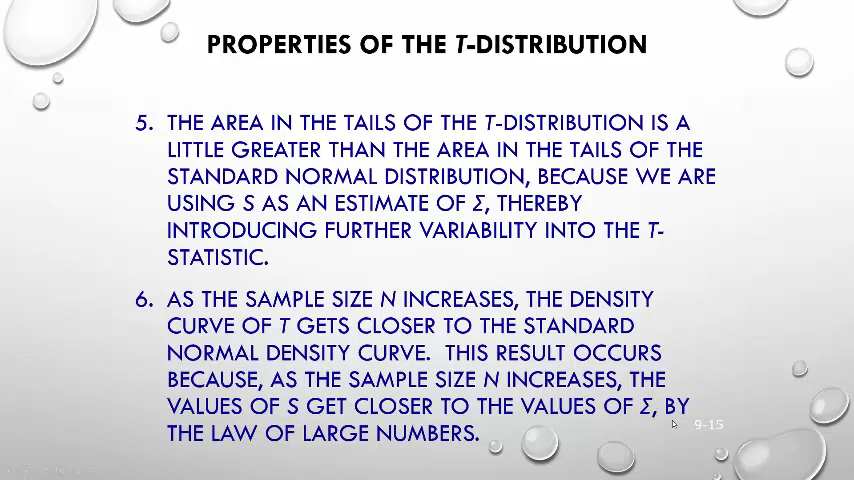 PROPERTIES OF THE T-DISTRIBUTION
5. THE AREA IN THE TAILS OF THE T-DISTRIBUTION IS A
LITTLE GREATER THAN THE AREA IN THE TAILS OF THE
STANDARD NORMAL DISTRIBUTION, BECAUSE WE ARE
USING S AS AN ESTIMATE OF Σ, THEREBY
INTRODUCING FURTHER VARIABILITY INTO THE T-
STATISTIC.
6. AS THE SAMPLE SIZE N INCREASES, THE DENSITY
CURVE OF T GETS CLOSER TO THE STANDARD
NORMAL DENSITY CURVE. THIS RESULT OCCURS
BECAUSE, AS THE SAMPLE SIZE N INCREASES, THE
VALUES OF S GET CLOSER TO THE VALUES OF Σ, BY
THE LAW OF LARGE NUMBERS.
9-15